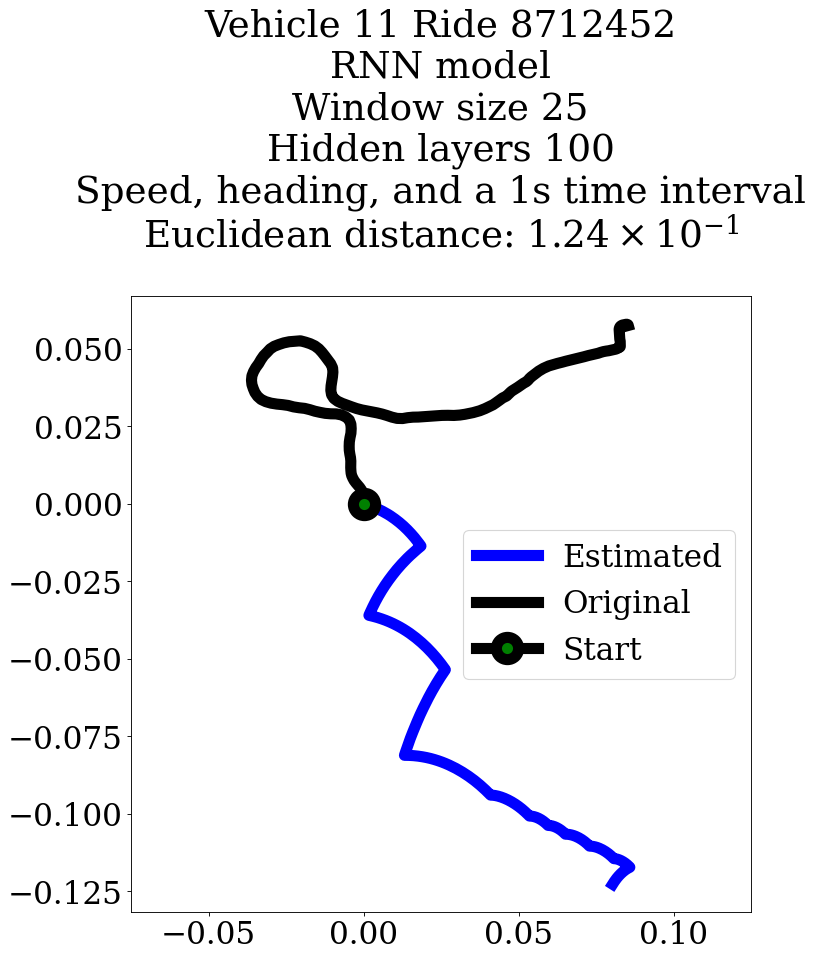 Vehicle 11 Ride 8712452
RNN model
Window size 25
Hidden layers 100
Speed, heading, and a 1s time interval
Euclidean distance: 1.24 × 10⁻¹
0.050
0.025
0.000
−0.025
−0.050
−0.075
−0.100
−0.125
Estimated
Original
Start
−0.05 0.00 0.05 0.10